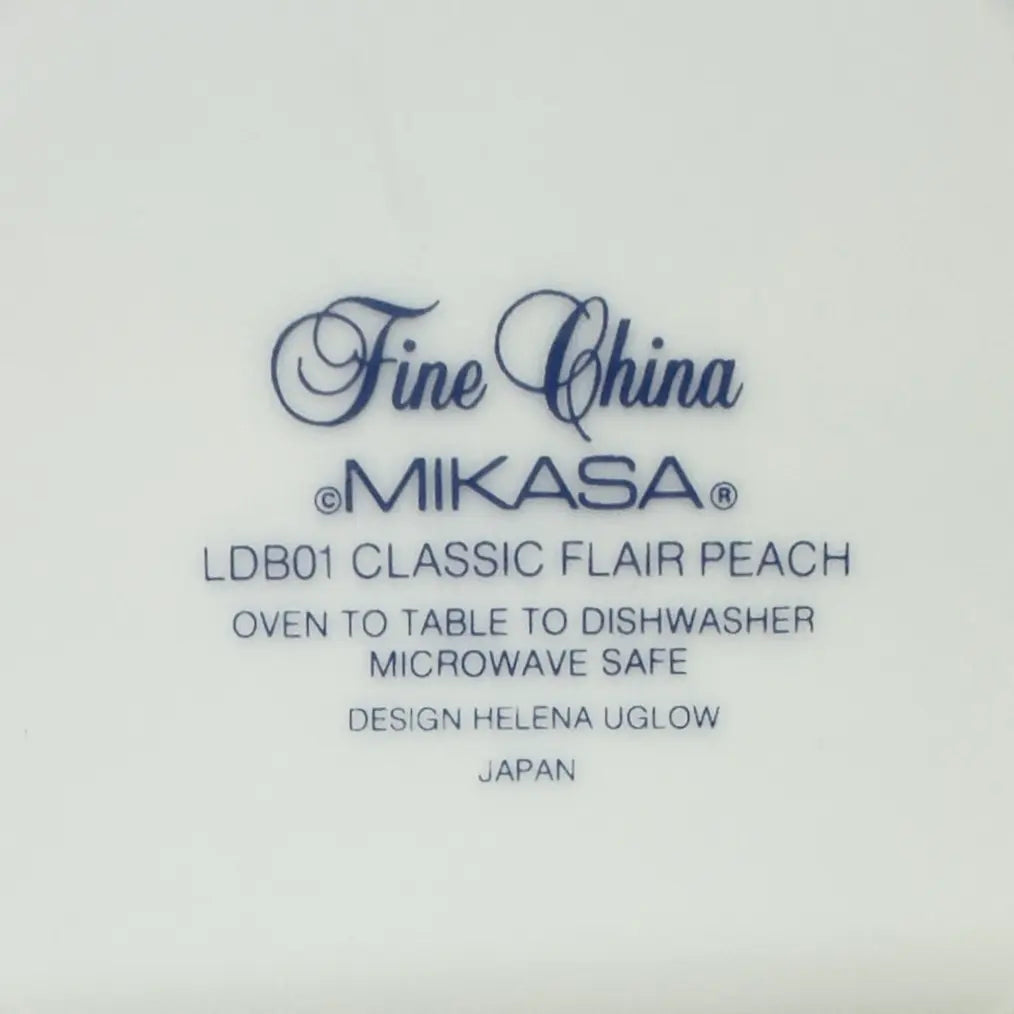 Fine China
©MIKASA®
LDB01 CLASSIC FLAIR PEACH
OVEN TO TABLE TO DISHWASHER
MICROWAVE SAFE
DESIGN HELENA UGLOW
JAPAN